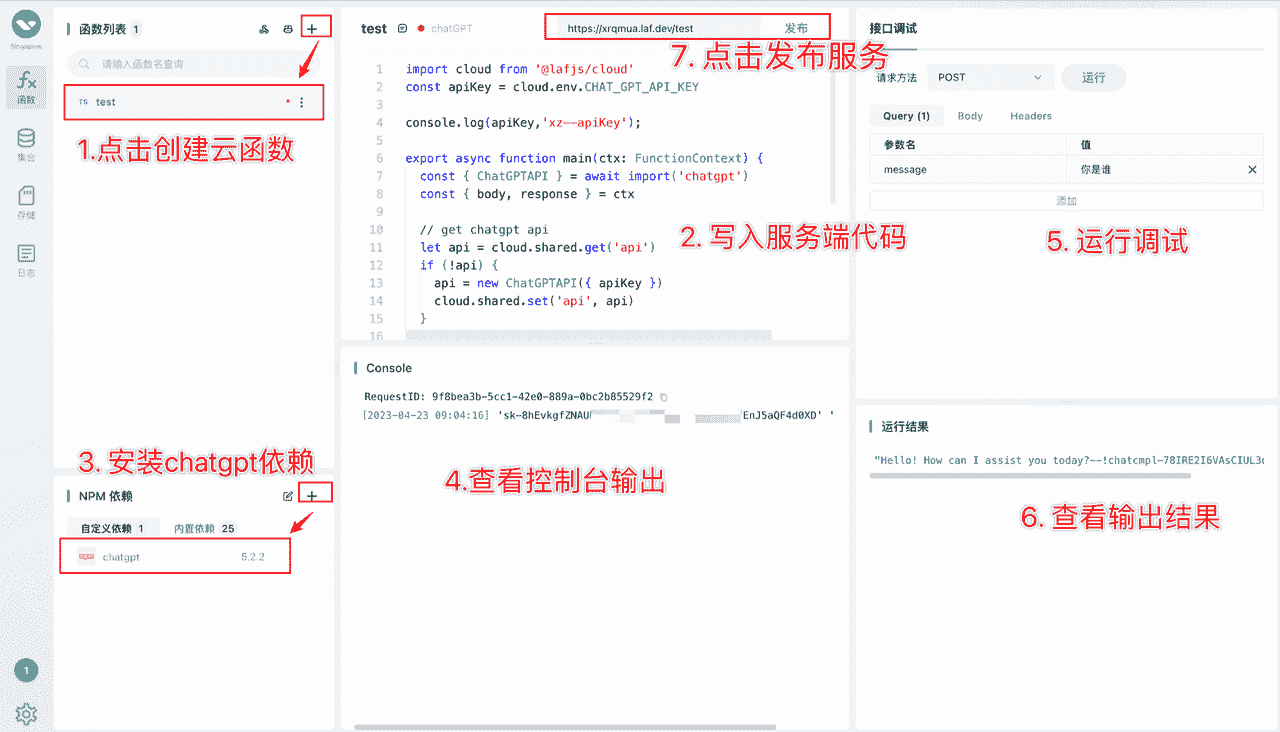 Singapore
函数
集合
存储
日志
1
函数列表 1
请输入函数名查询
TS test
1.点击创建云函数
3. 安装chatgpt依赖
NPM 依赖
自定义依赖 1 内置依赖 25
chatgpt 5.2.2
test chatGPT https://xrqmua.laf.dev/test 发布
7. 点击发布服务
1 import cloud from '@lafjs/cloud'
2 const apiKey = cloud.env.CHAT_GPT_API_KEY
3
4 console.log(apiKey,'xz--apiKey');
5
6 export async function main(ctx: FunctionContext) {
7 const { ChatGPTAPI } = await import('chatgpt')
8 const { body, response } = ctx
9
10 // get chatgpt api
11 let api = cloud.shared.get('api')
12 if (!api) {
13 api = new ChatGPTAPI({ apiKey })
14 cloud.shared.set('api', api)
15 }
16
2. 写入服务端代码
Console
RequestID: 9f8bea3b-5cc1-42e0-889a-0bc2b85529f2
[2023-04-23 09:04:16] 'sk-8hEvkgfZNAU EnJ5aQF4d0XD' '
4.查看控制台输出
接口调试
请求方法 POST 运行
Query (1) Body Headers
参数名 值
message 你是谁
添加
5. 运行调试
运行结果
“Hello! How can I assist you today?--!chatcmpl-78IRE2I6VAsCIUL3
6. 查看输出结果